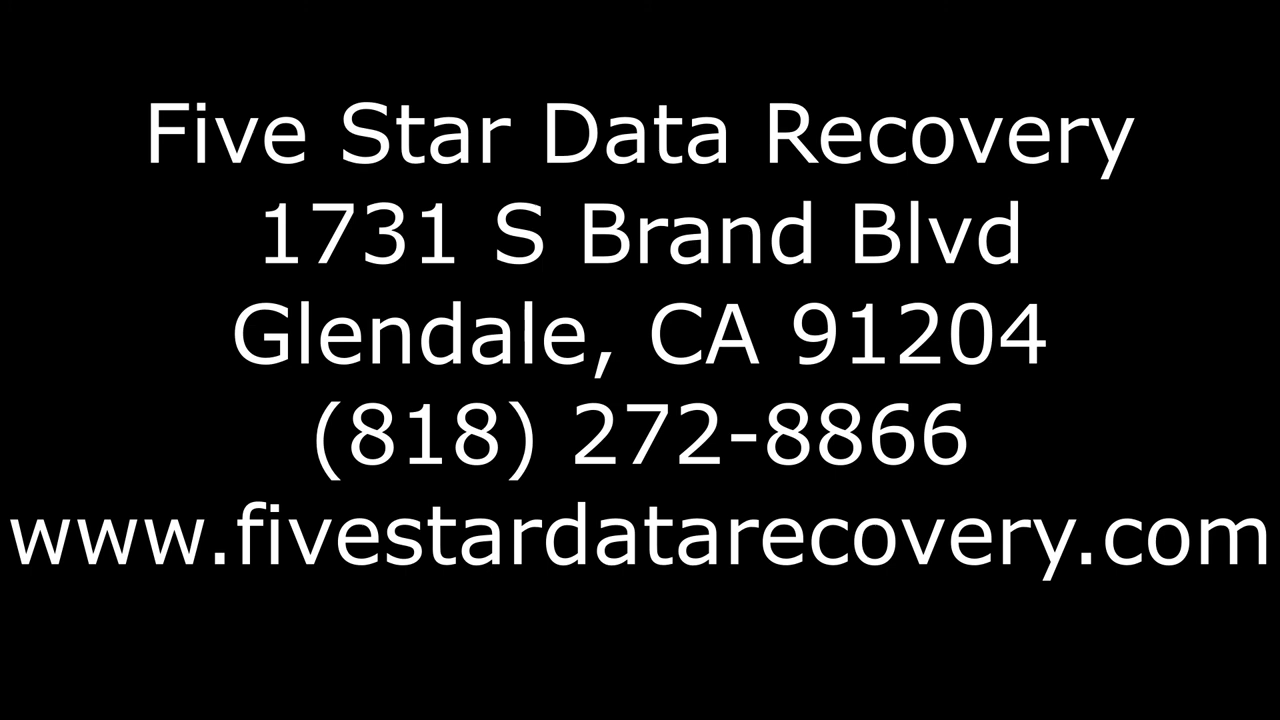 Five Star Data Recovery
1731 S Brand Blvd
Glendale, CA 91204
(818) 272-8866
www.fivestardatarecovery.com